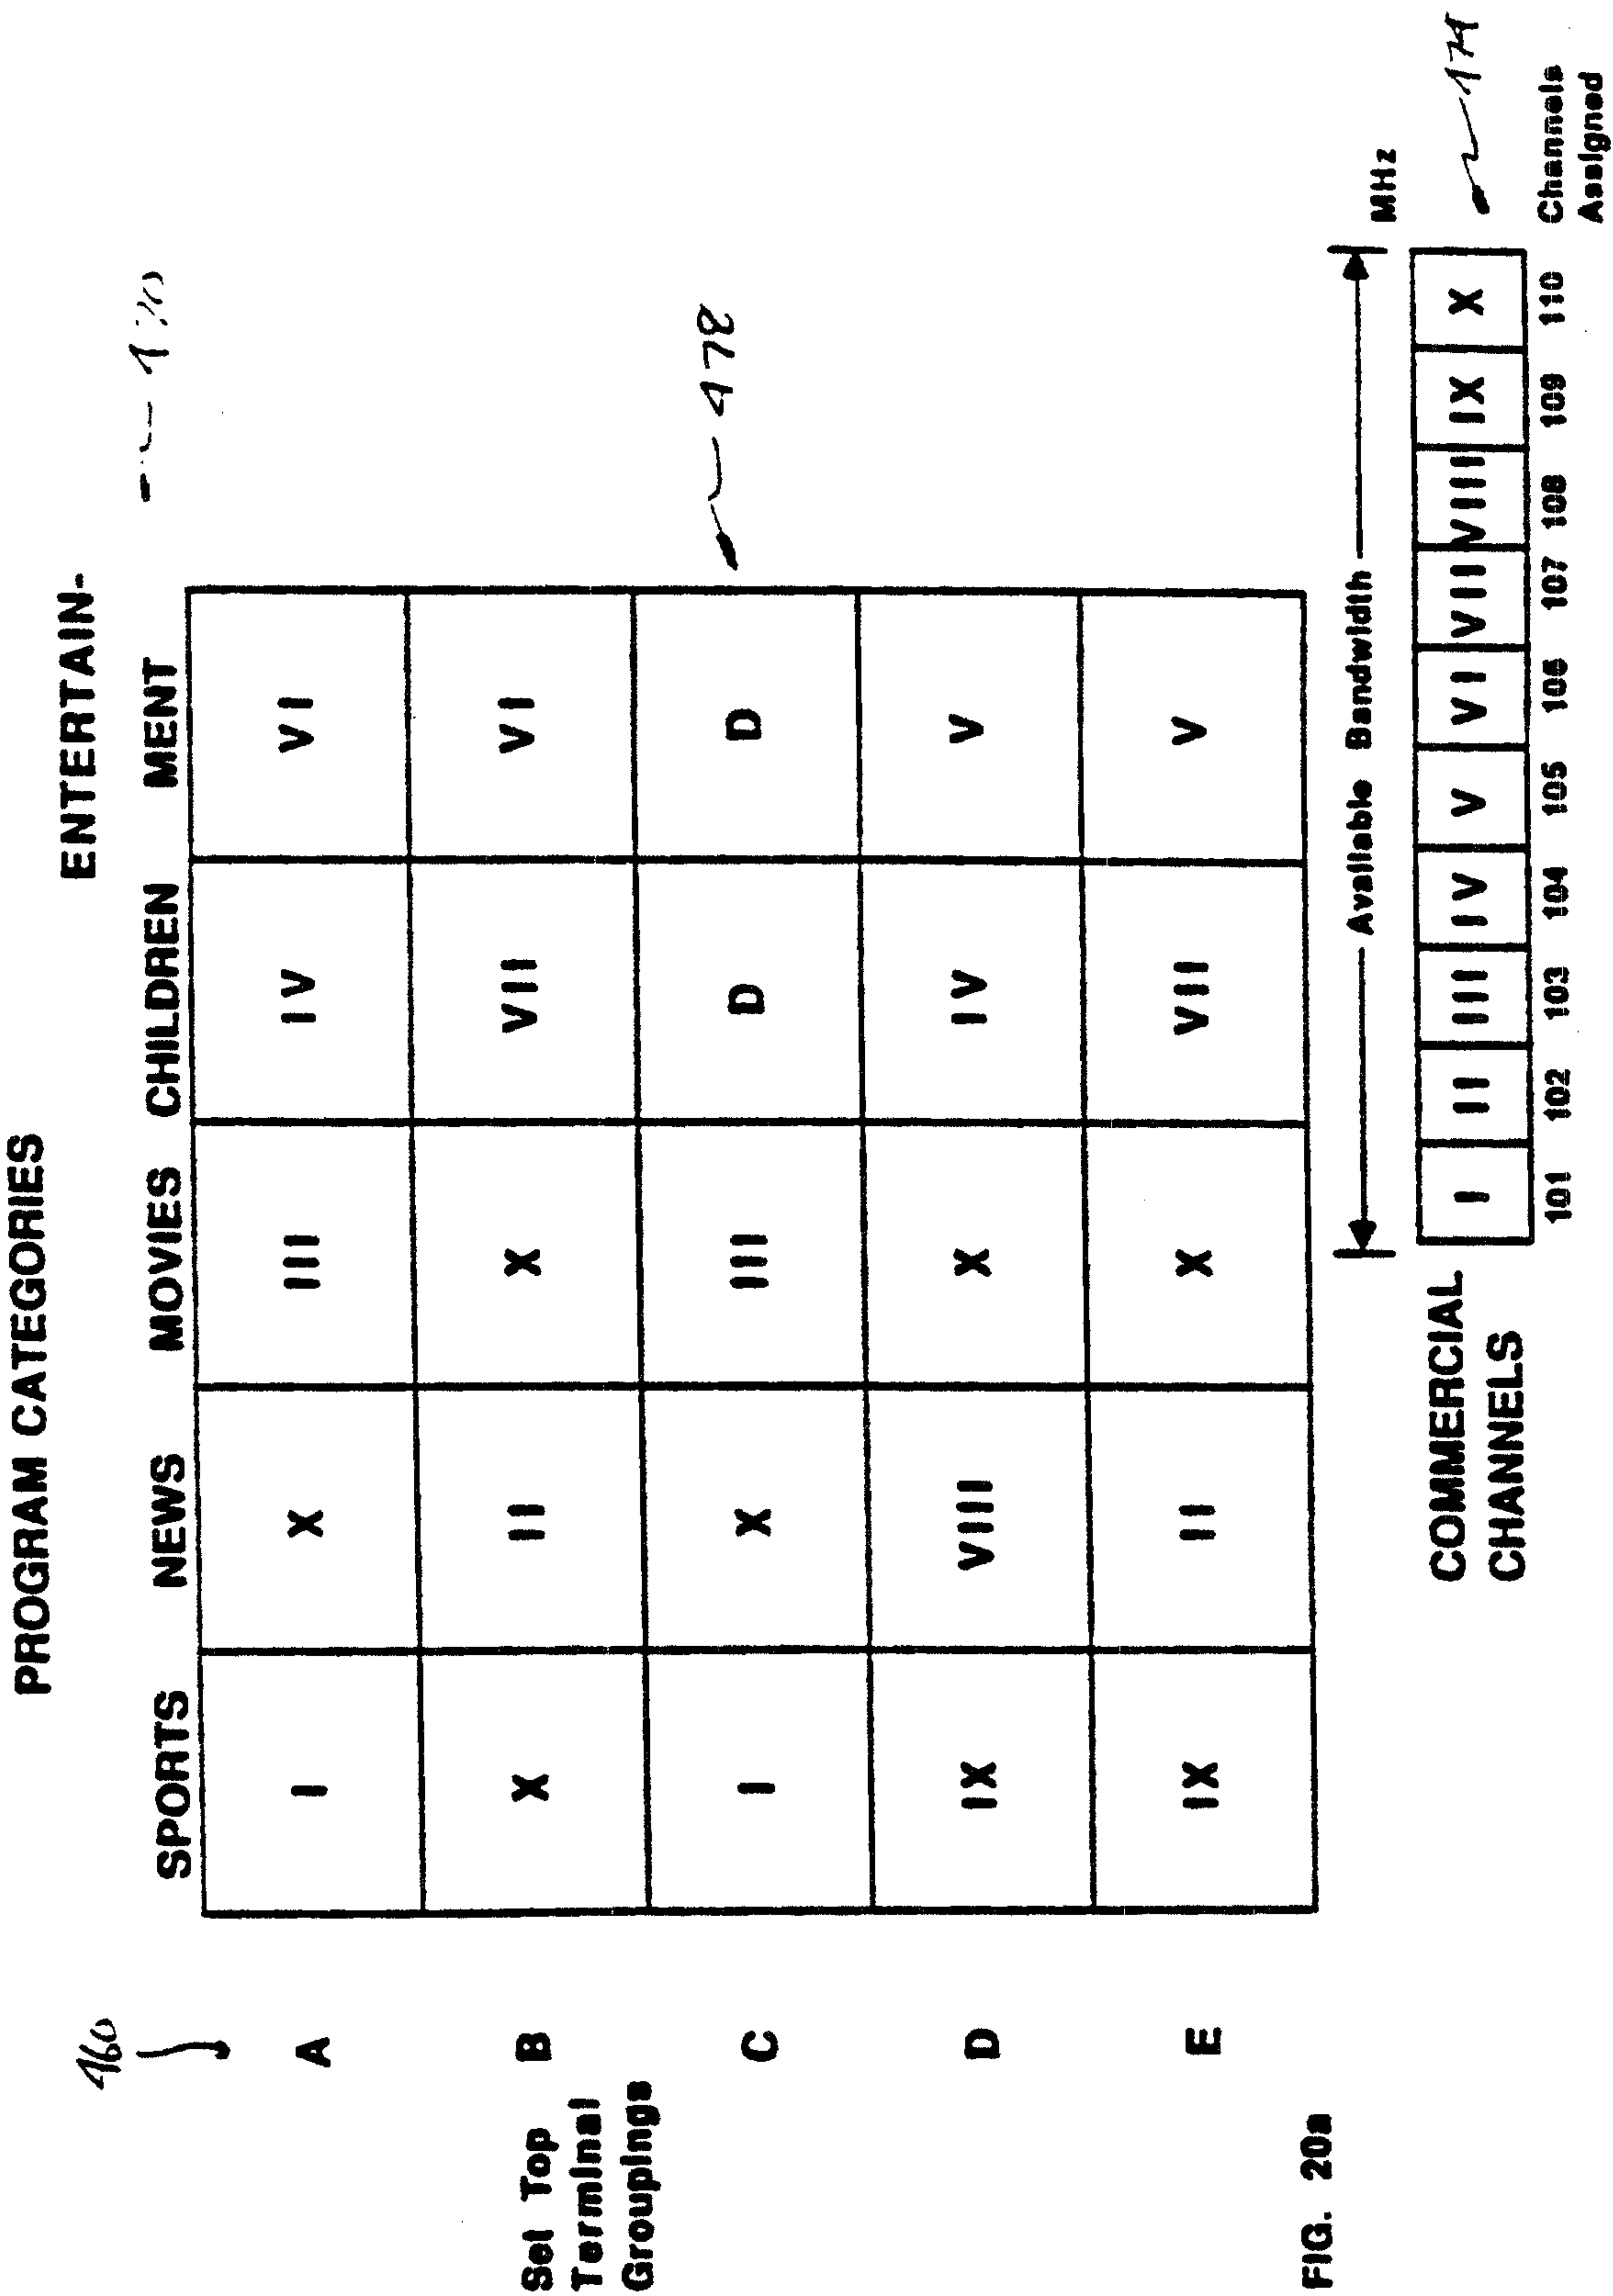 PROGRAM CATEGORIES
ENTERTAIN-
SPORTS NEWS MOVIES CHILDREN MENT
460
A I X III IV VI
Set Top
Terminal
Groupings
B X II X VII VI
C I X III D D
478
D IX VIII X IV V
E IX II X VII V
Available Bandwidth
MHz
COMMERCIAL
CHANNELS
I II III IV V VI VII VIII IX X
474
101 102 103 104 105 106 107 108 109 110
Channels
Assigned
FIG. 20a